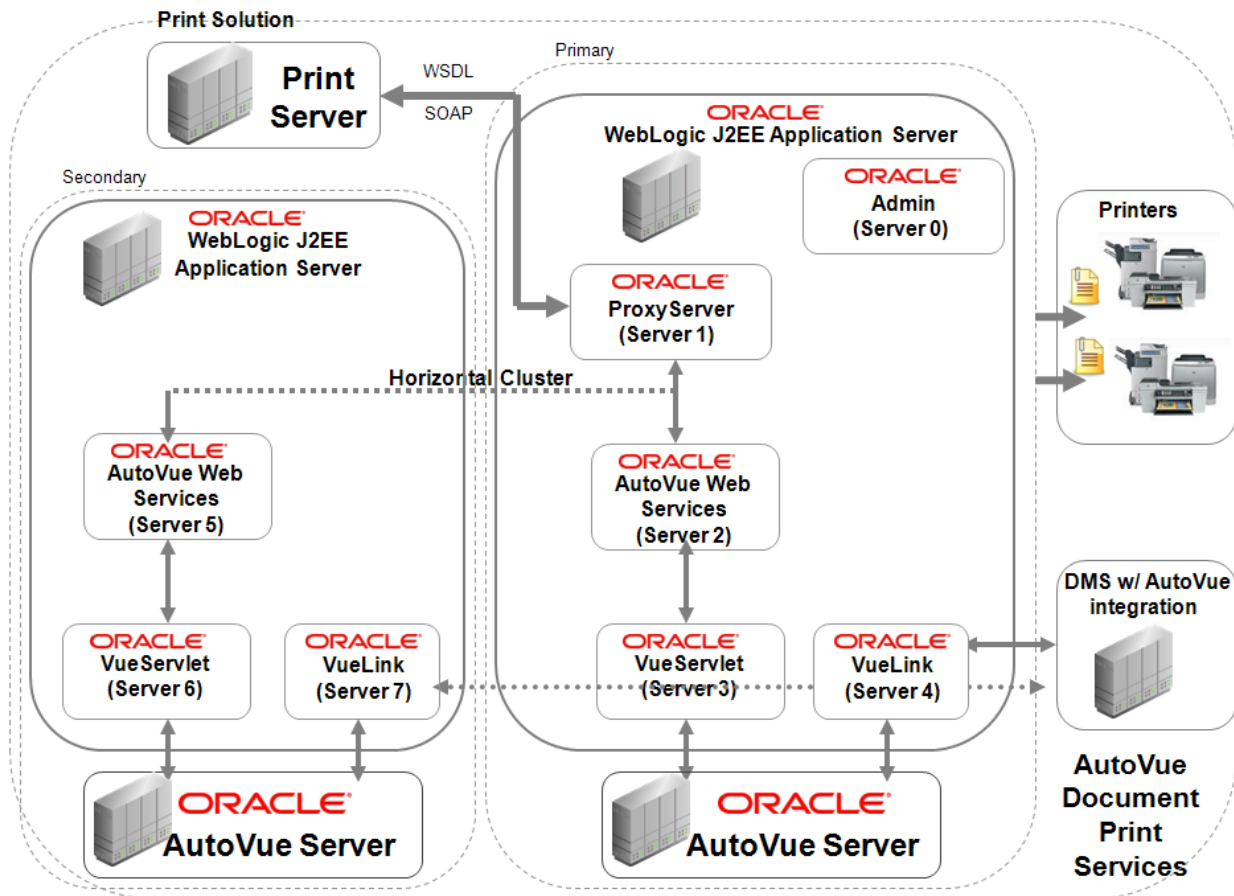 Print Solution
Print
Server
WSDL
SOAP
Primary
ORACLE
WebLogic J2EE Application Server
ORACLE
Admin
(Server 0)
Secondary
ORACLE
WebLogic J2EE
Application Server
Printers
ORACLE
ProxyServer
(Server 1)
Horizontal Cluster
ORACLE
AutoVue Web
Services
(Server 5)
ORACLE
AutoVue Web
Services
(Server 2)
DMS w/ AutoVue
integration
ORACLE
VueServlet
(Server 6)
ORACLE
VueLink
(Server 7)
ORACLE
VueServlet
(Server 3)
ORACLE
VueLink
(Server 4)
ORACLE
AutoVue Server
ORACLE
AutoVue Server
AutoVue
Document
Print
Services